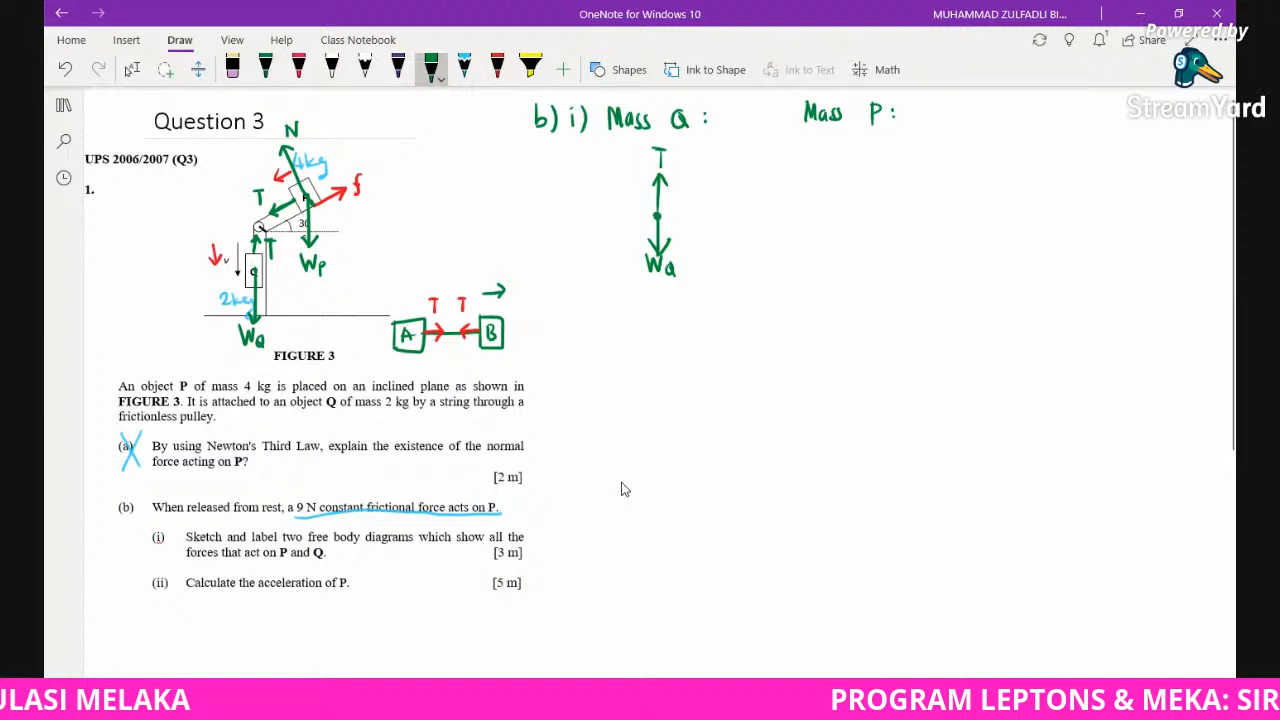 OneNote for Windows 10
MUHAMMAD ZULFADLI BI...
Powered by
StreamYard
Home
Insert
Draw
View
Help
Class Notebook
Share
Shapes
Ink to Shape
Ink to Text
Math
Question 3
UPS 2006/2007 (Q3)
1.
N
4kg
f
T
P
30
T
WP
v
Q
2kg
WQ
T T
A B
FIGURE 3
b) i) Mass Q : Mass P :
T
WQ
An object P of mass 4 kg is placed on an inclined plane as shown in
FIGURE 3. It is attached to an object Q of mass 2 kg by a string through a
frictionless pulley.
(a) By using Newton's Third Law, explain the existence of the normal
force acting on P?
[2 m]
(b) When released from rest, a 9 N constant frictional force acts on P.
(i) Sketch and label two free body diagrams which show all the
forces that act on P and Q. [3 m]
(ii) Calculate the acceleration of P. [5 m]
ULASI MELAKA PROGRAM LEPTONS & MEKA: SIR